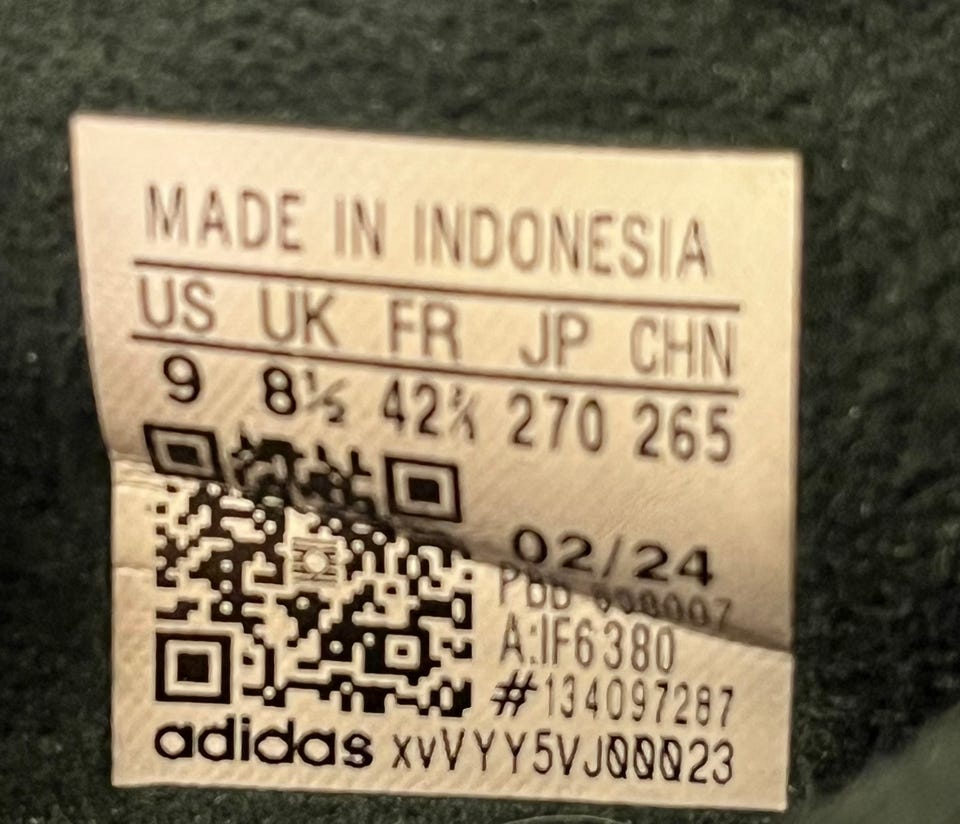 MADE IN INDONESIA
US UK FR JP CHN
9 8½ 42⅔ 270 265
02/24
A:IF6380
#134097287
adidas xvVYY5VJ00023